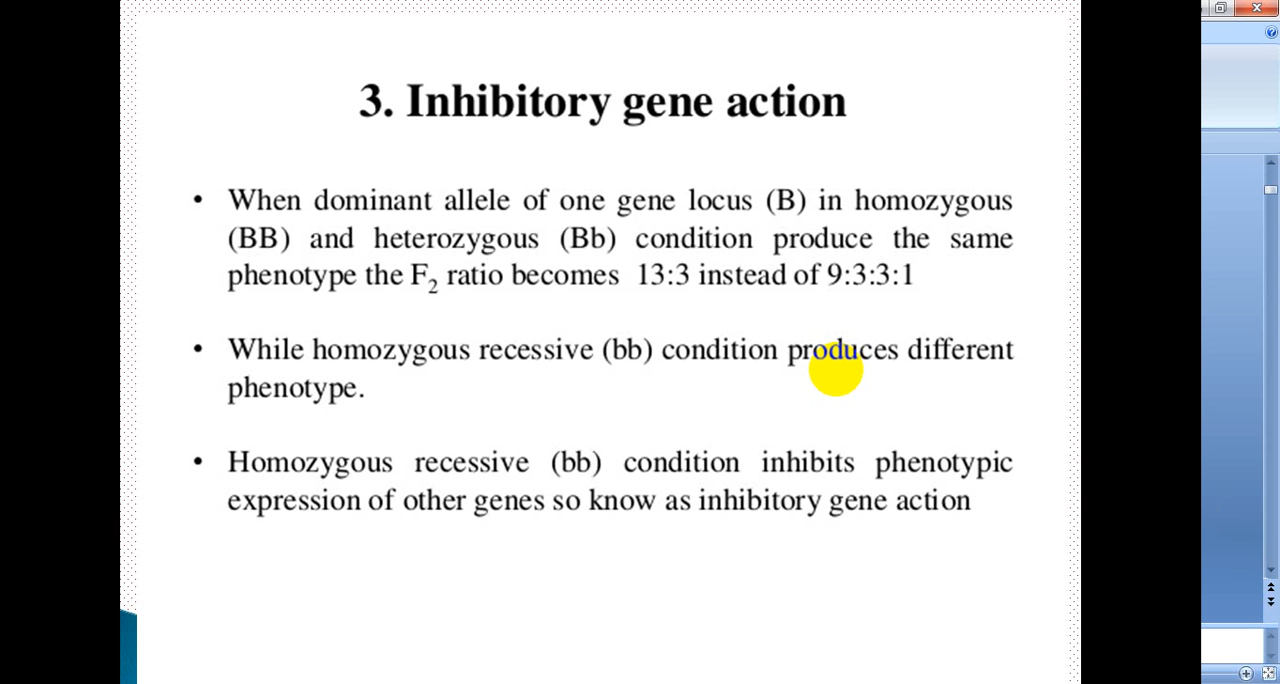 3. Inhibitory gene action
• When dominant allele of one gene locus (B) in homozygous
(BB) and heterozygous (Bb) condition produce the same
phenotype the F₂ ratio becomes 13:3 instead of 9:3:3:1
• While homozygous recessive (bb) condition produces different
phenotype.
• Homozygous recessive (bb) condition inhibits phenotypic
expression of other genes so know as inhibitory gene action